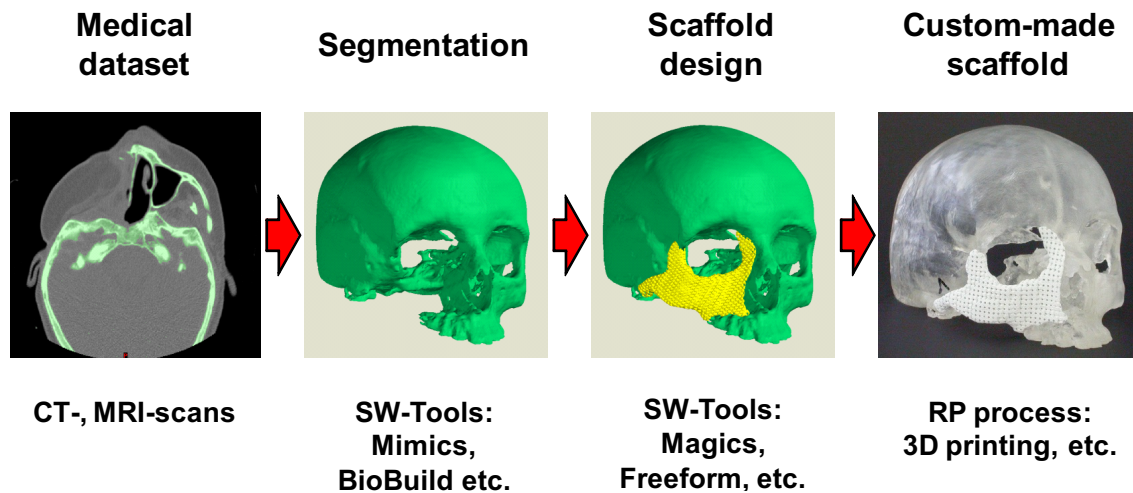 Medical
dataset
Segmentation
Scaffold
design
Custom-made
scaffold
CT-, MRI-scans
SW-Tools:
Mimics,
BioBuild etc.
SW-Tools:
Magics,
Freeform, etc.
RP process:
3D printing, etc.